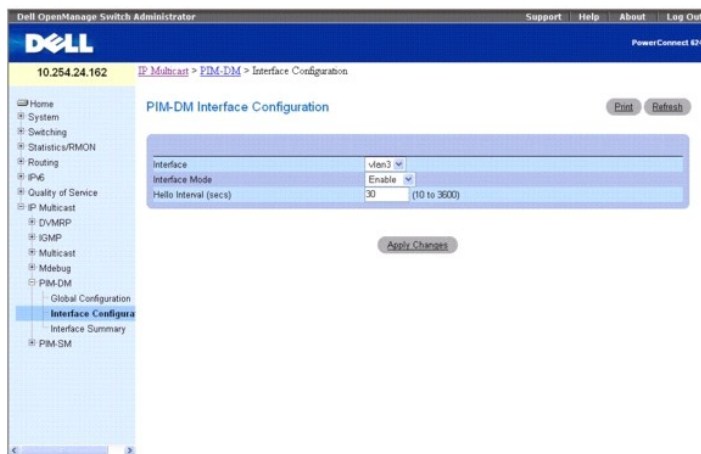 Dell OpenManage Switch Administrator
Support Help About Log Out
DELL
PowerConnect 624
10.254.24.162
IP Multicast > PIM-DM > Interface Configuration
Home
System
Switching
Statistics/RMON
Routing
IPv6
Quality of Service
IP Multicast
DVMRP
IGMP
Multicast
Mdebug
PIM-DM
Global Configuration
Interface Configura
Interface Summary
PIM-SM
PIM-DM Interface Configuration
Print Refresh
Interface vlan3
Interface Mode Enable
Hello Interval (secs) 30 (10 to 3600)
Apply Changes